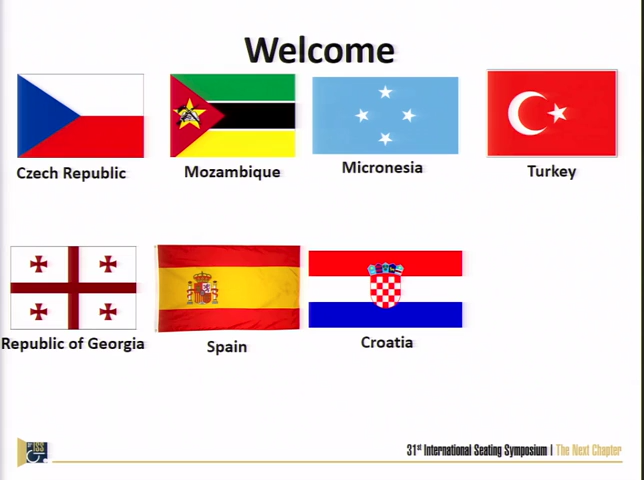 Welcome
Czech Republic
Mozambique
Micronesia
Turkey
Republic of Georgia
Spain
Croatia
31st International Seating Symposium | The Next Chapter